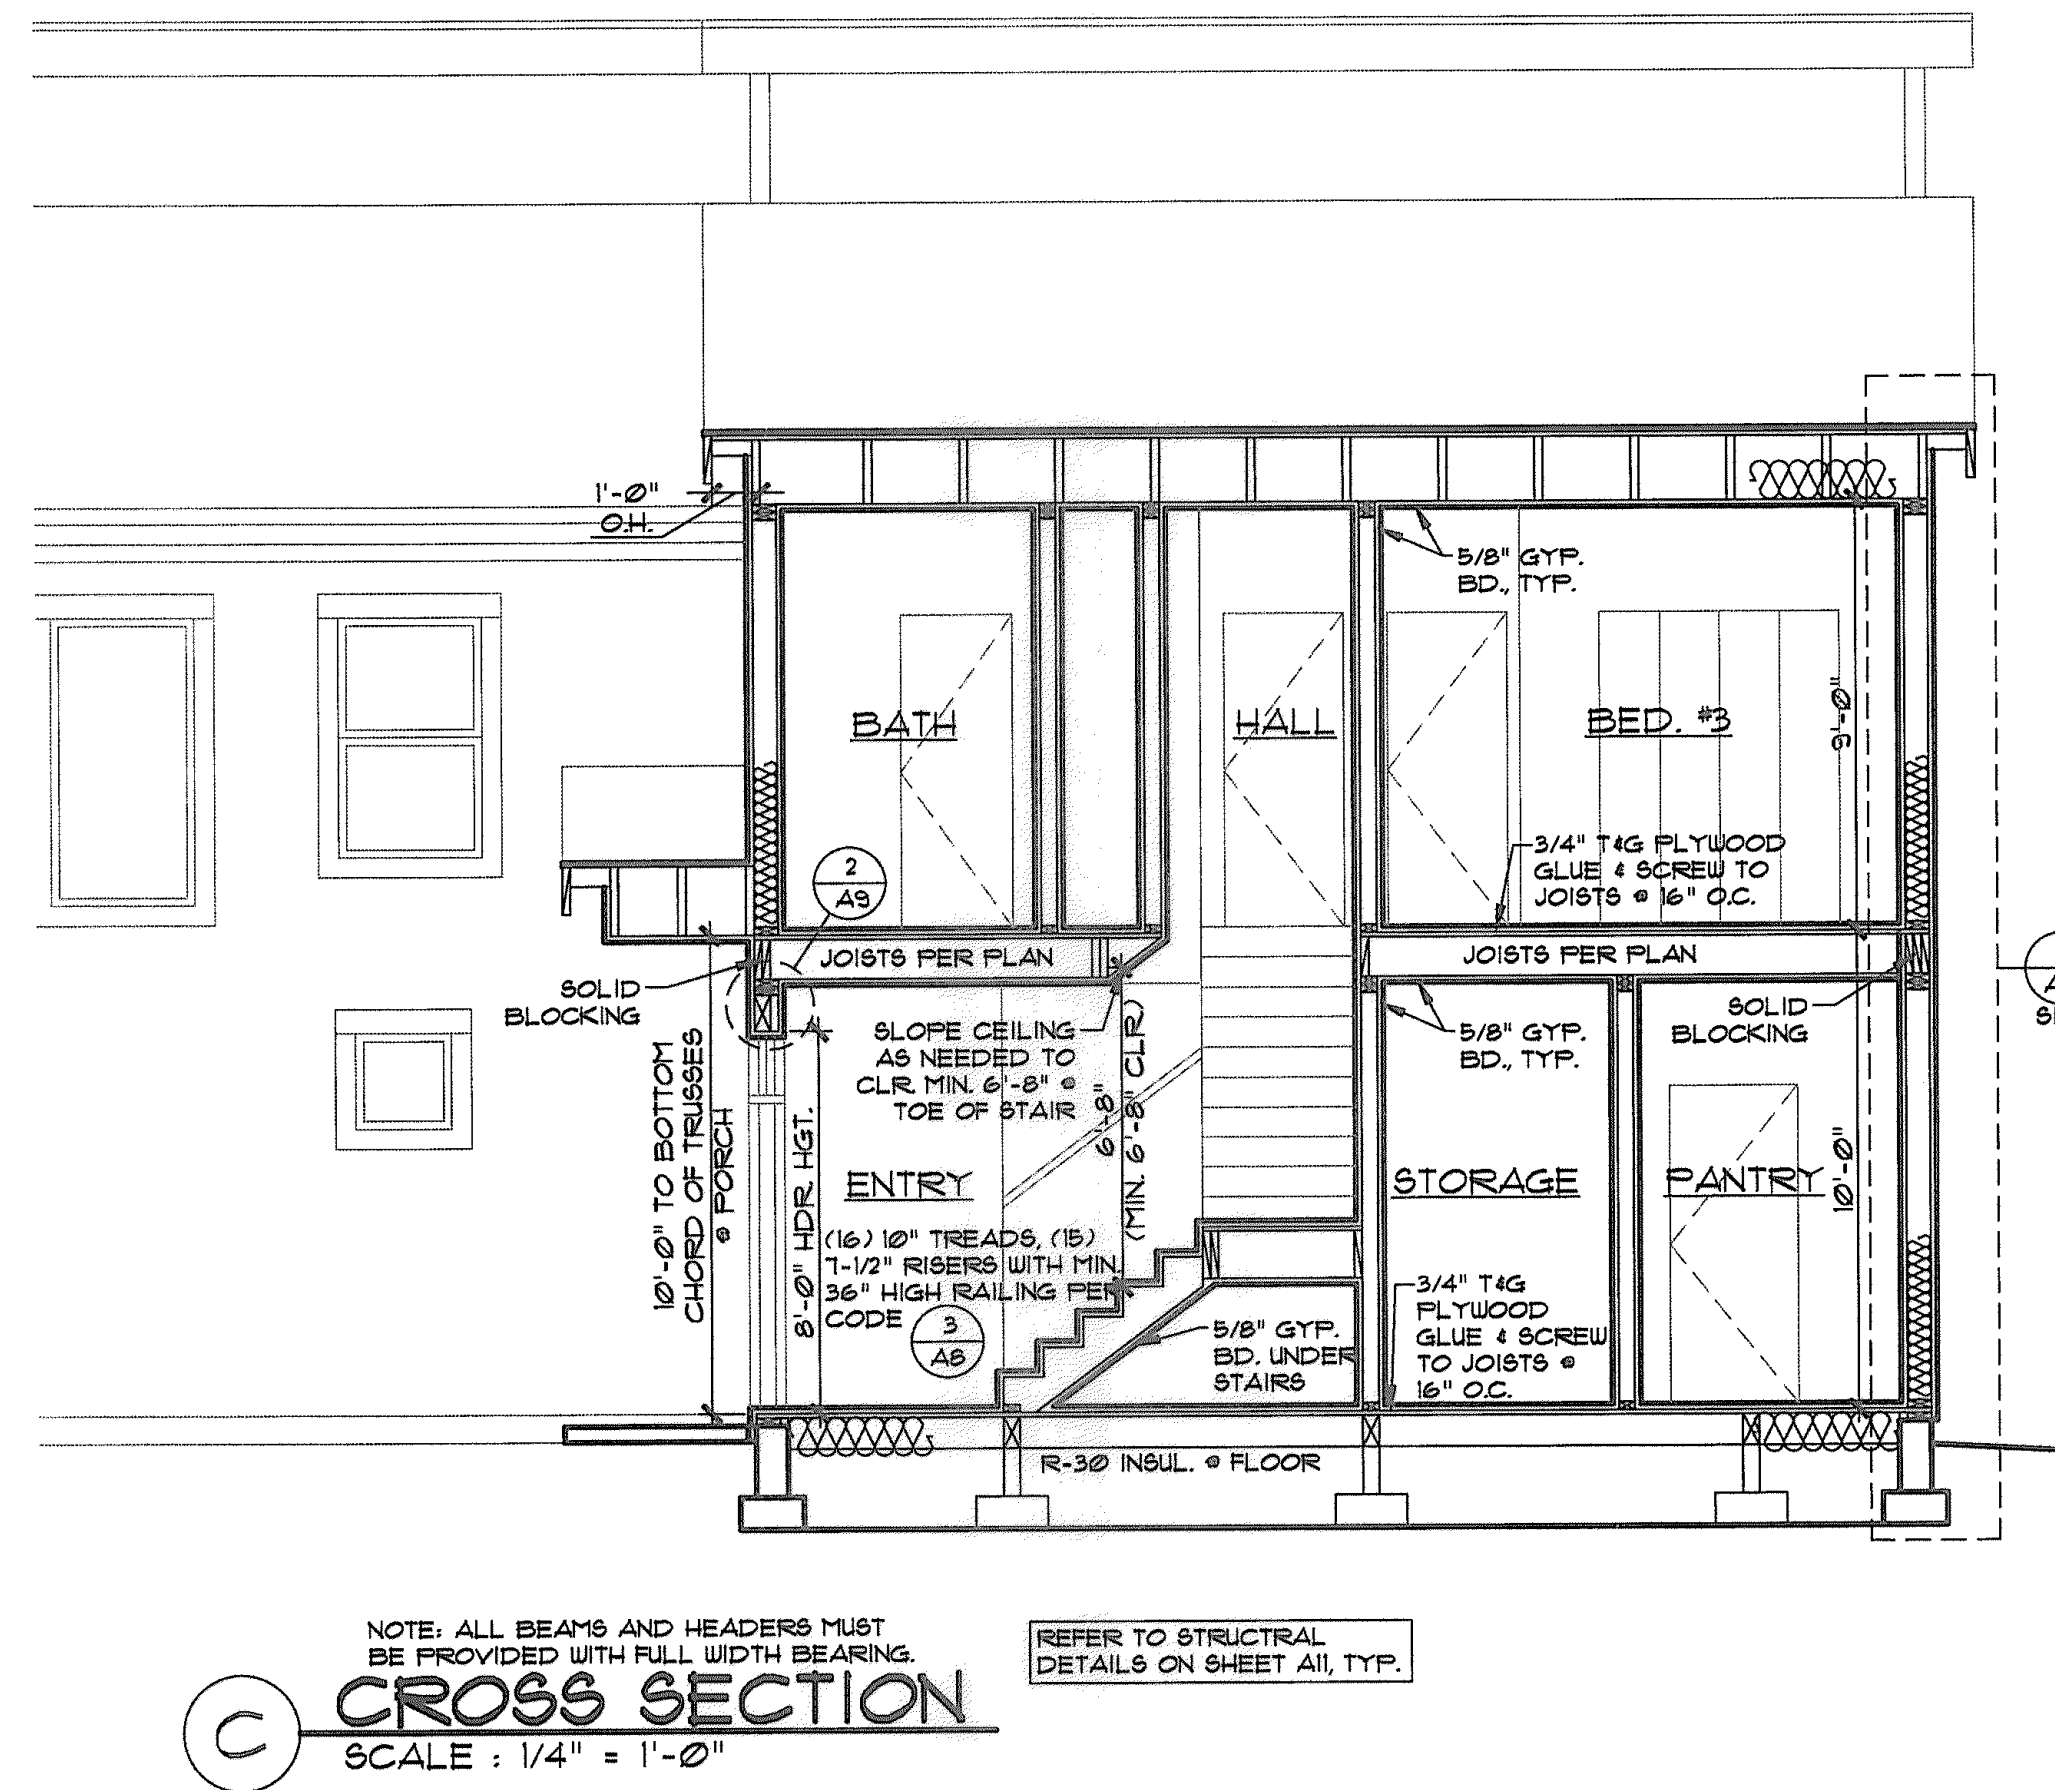 1'-0"
O.H.
5/8" GYP.
BD., TYP.
BATH
HALL
BED. #3
9'-0"
3/4" T&G PLYWOOD
GLUE & SCREW TO
JOISTS @ 16" O.C.
2
A9
JOISTS PER PLAN
JOISTS PER PLAN
SOLID
BLOCKING
SOLID
BLOCKING
SLOPE CEILING
AS NEEDED TO
CLR. MIN. 6'-8" @
TOE OF STAIR
6'-8"
(MIN. 6'-8" CLR)
5/8" GYP.
BD., TYP.
10'-0" TO BOTTOM
CHORD OF TRUSSES
@ PORCH
8'-0" HDR. HGT.
ENTRY
STORAGE
PANTRY
10'-0"
(16) 10" TREADS, (15)
7-1/2" RISERS WITH MIN.
36" HIGH RAILING PER
CODE
3
A8
5/8" GYP.
BD. UNDER
STAIRS
3/4" T&G
PLYWOOD
GLUE & SCREW
TO JOISTS @
16" O.C.
R-30 INSUL. @ FLOOR
NOTE: ALL BEAMS AND HEADERS MUST
BE PROVIDED WITH FULL WIDTH BEARING.
REFER TO STRUCTRAL
DETAILS ON SHEET A11, TYP.
C
CROSS SECTION
SCALE : 1/4" = 1'-0"